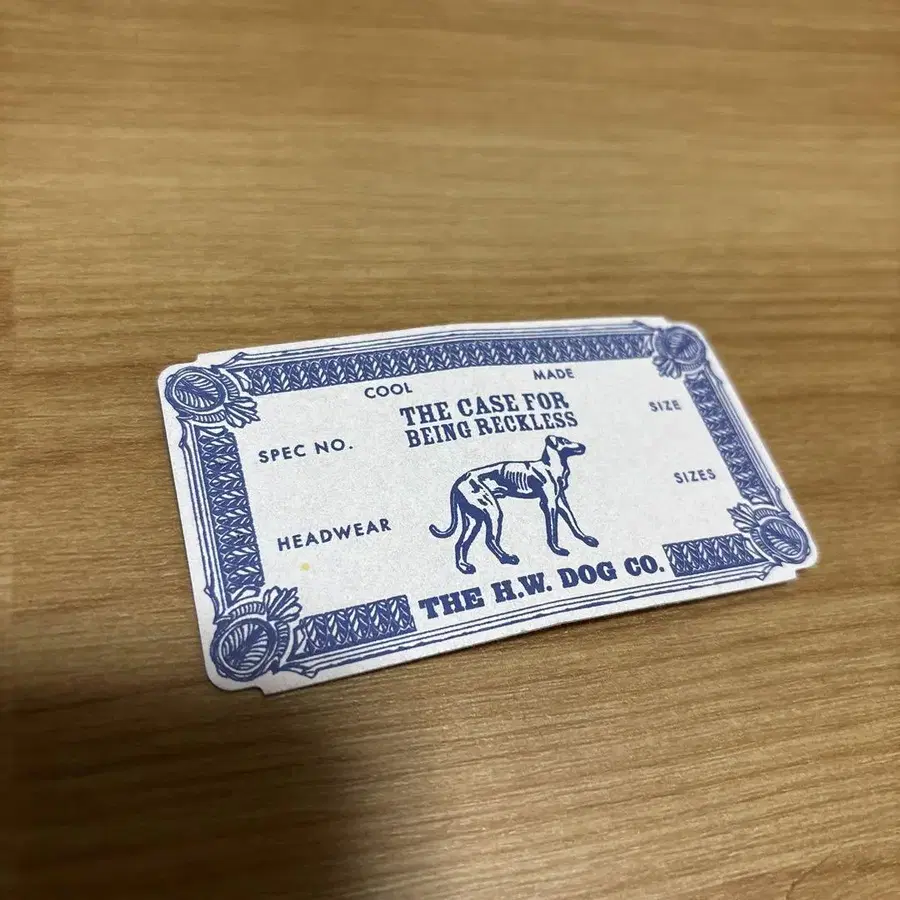 COOL MADE
THE CASE FOR
BEING RECKLESS
SIZE
SPEC NO.
SIZES
HEADWEAR
THE H.W. DOG CO.